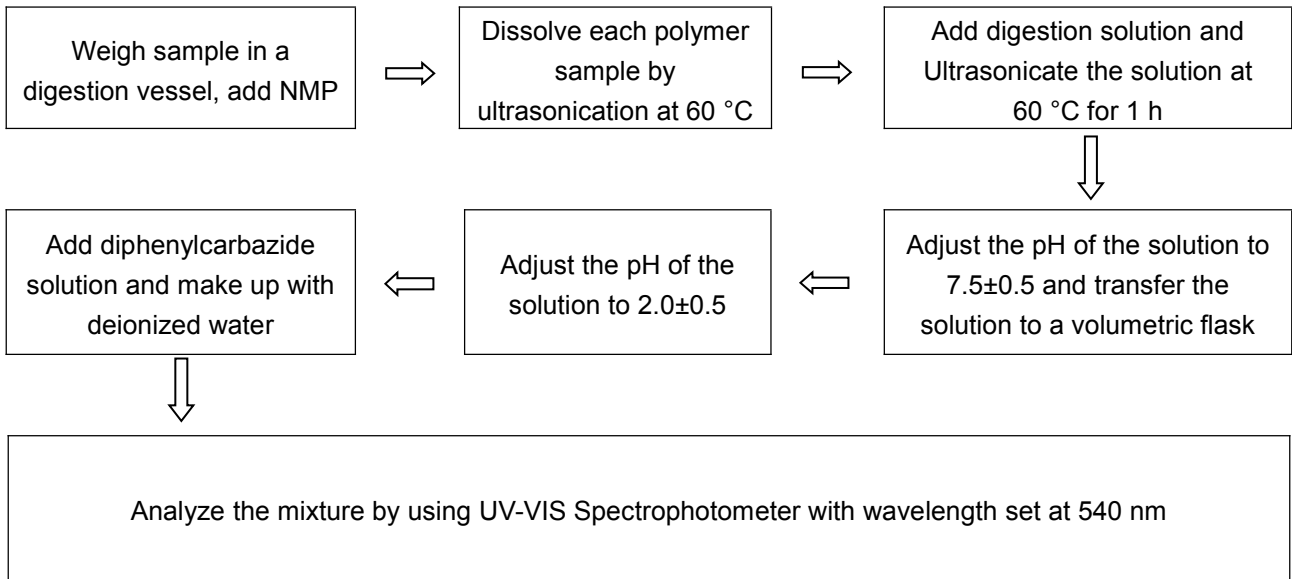 Weigh sample in a
digestion vessel, add NMP
Dissolve each polymer
sample by
ultrasonication at 60 °C
Add digestion solution and
Ultrasonicate the solution at
60 °C for 1 h
Adjust the pH of the solution to
7.5±0.5 and transfer the
solution to a volumetric flask
Adjust the pH of the
solution to 2.0±0.5
Add diphenylcarbazide
solution and make up with
deionized water
Analyze the mixture by using UV-VIS Spectrophotometer with wavelength set at 540 nm